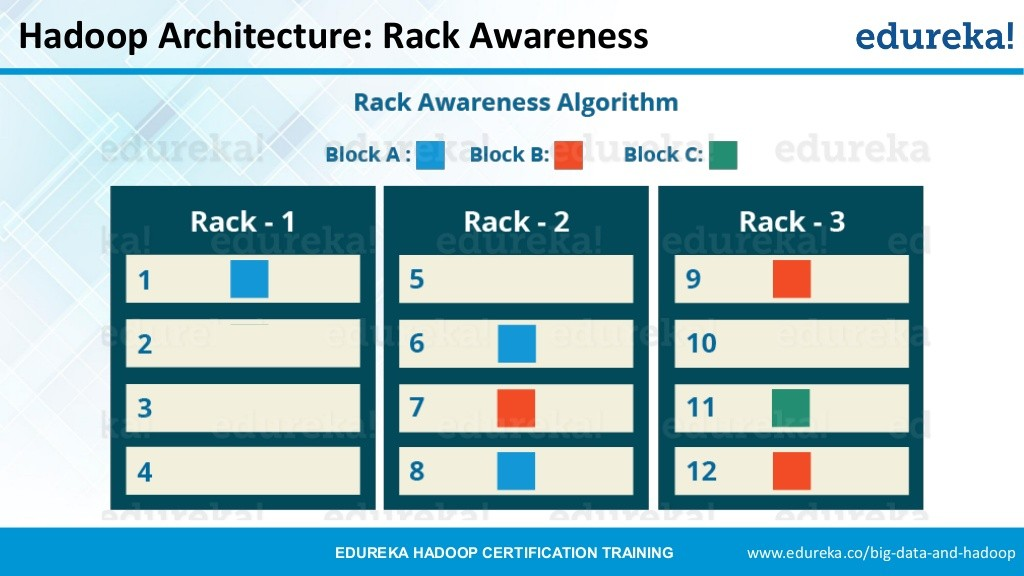 Hadoop Architecture: Rack Awareness
edureka!
Rack Awareness Algorithm
Block A :
Block B:
Block C:
Rack - 1
1
2
3
4
Rack - 2
5
6
7
8
Rack - 3
9
10
11
12
EDUREKA HADOOP CERTIFICATION TRAINING
www.edureka.co/big-data-and-hadoop